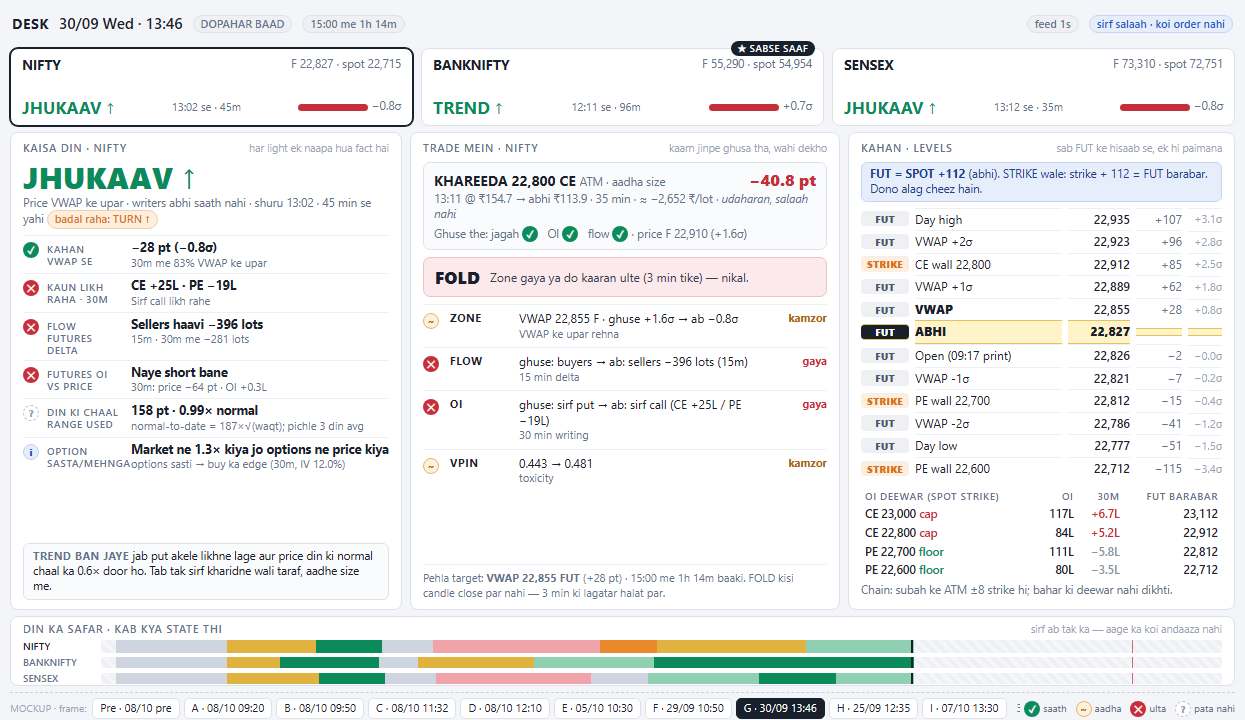 DESK 30/09 Wed · 13:46 DOPAHAR BAAD 15:00 me 1h 14m feed 1s sirf salaah · koi order nahi
★ SABSE SAAF
NIFTY F 22,827 · spot 22,715
JHUKAAV ↑ 13:02 se · 45m −0.8σ
BANKNIFTY F 55,290 · spot 54,954
TREND ↑ 12:11 se · 96m +0.7σ
SENSEX F 73,310 · spot 72,751
JHUKAAV ↑ 13:12 se · 35m −0.8σ
KAISA DIN · NIFTY har light ek naapa hua fact hai
JHUKAAV ↑
Price VWAP ke upar · writers abhi saath nahi · shuru 13:02 · 45 min se
yahi badal raha: TURN ↑
KAHAN VWAP SE −28 pt (−0.8σ)
30m me 83% VWAP ke upar
KAUN LIKH RAHA · 30M CE +25L · PE −19L
Sirf call likh rahe
FLOW FUTURES DELTA Sellers haavi −396 lots
15m · 30m me −281 lots
FUTURES OI VS PRICE Naye short bane
30m: price −64 pt · OI +0.3L
? DIN KI CHAAL RANGE USED 158 pt · 0.99× normal
normal-to-date = 187×√(waqt); pichle 3 din avg
i OPTION SASTA/MEHNGA Market ne 1.3× kiya jo options ne price kiya
options sasti → buy ka edge (30m, IV 12.0%)
TREND BAN JAYE jab put akele likhne lage aur price din ki normal
chaal ka 0.6× door ho. Tab tak sirf kharidne wali taraf, aadhe size
me.
TRADE MEIN · NIFTY kaam jinpe ghusa tha, wahi dekho
KHAREEDA 22,800 CE ATM · aadha size −40.8 pt
13:11 @ ₹154.7 → abhi ₹113.9 · 35 min · ≈ −2,652 ₹/lot · udaharan, salaah
nahi
Ghuse the: jagah OI flow · price F 22,910 (+1.6σ)
FOLD Zone gaya ya do kaaran ulte (3 min tike) — nikal.
~ ZONE VWAP 22,855 F · ghuse +1.6σ → ab −0.8σ kamzor
VWAP ke upar rehna
FLOW ghuse: buyers → ab: sellers −396 lots (15m) gaya
15 min delta
OI ghuse: sirf put → ab: sirf call (CE +25L / PE gaya
−19L)
30 min writing
~ VPIN 0.443 → 0.481 kamzor
toxicity
Pehla target: VWAP 22,855 FUT (+28 pt) · 15:00 me 1h 14m baaki. FOLD kisi
candle close par nahi — 3 min ki lagatar halat par.
KAHAN · LEVELS sab FUT ke hisaab se, ek hi paimana
FUT = SPOT +112 (abhi). STRIKE wale: strike + 112 = FUT barabar.
Dono alag cheez hain.
FUT Day high 22,935 +107 +3.1σ
FUT VWAP +2σ 22,923 +96 +2.8σ
STRIKE CE wall 22,800 22,912 +85 +2.5σ
FUT VWAP +1σ 22,889 +62 +1.8σ
FUT VWAP 22,855 +28 +0.8σ
FUT ABHI 22,827
FUT Open (09:17 print) 22,826 −2 −0.0σ
FUT VWAP -1σ 22,821 −7 −0.2σ
STRIKE PE wall 22,700 22,812 −15 −0.4σ
FUT VWAP -2σ 22,786 −41 −1.2σ
FUT Day low 22,777 −51 −1.5σ
STRIKE PE wall 22,600 22,712 −115 −3.4σ
OI DEEWAR (SPOT STRIKE) OI 30M FUT BARABAR
CE 23,000 cap 117L +6.7L 23,112
CE 22,800 cap 84L +5.2L 22,912
PE 22,700 floor 111L −5.8L 22,812
PE 22,600 floor 80L −3.5L 22,712
Chain: subah ke ATM ±8 strike hi; bahar ki deewar nahi dikhti.
DIN KA SAFAR · KAB KYA STATE THI sirf ab tak ka — aage ka koi andaaza nahi
NIFTY
BANKNIFTY
SENSEX
MOCKUP · frame: Pre · 08/10 pre A · 08/10 09:20 B · 08/10 09:50 C · 08/10 11:32 D · 08/10 12:10 E · 05/10 10:30 F · 29/09 10:50 G · 30/09 13:46 H · 25/09 12:35 I · 07/10 13:30 saath ~ aadha ulta ? pata nahi